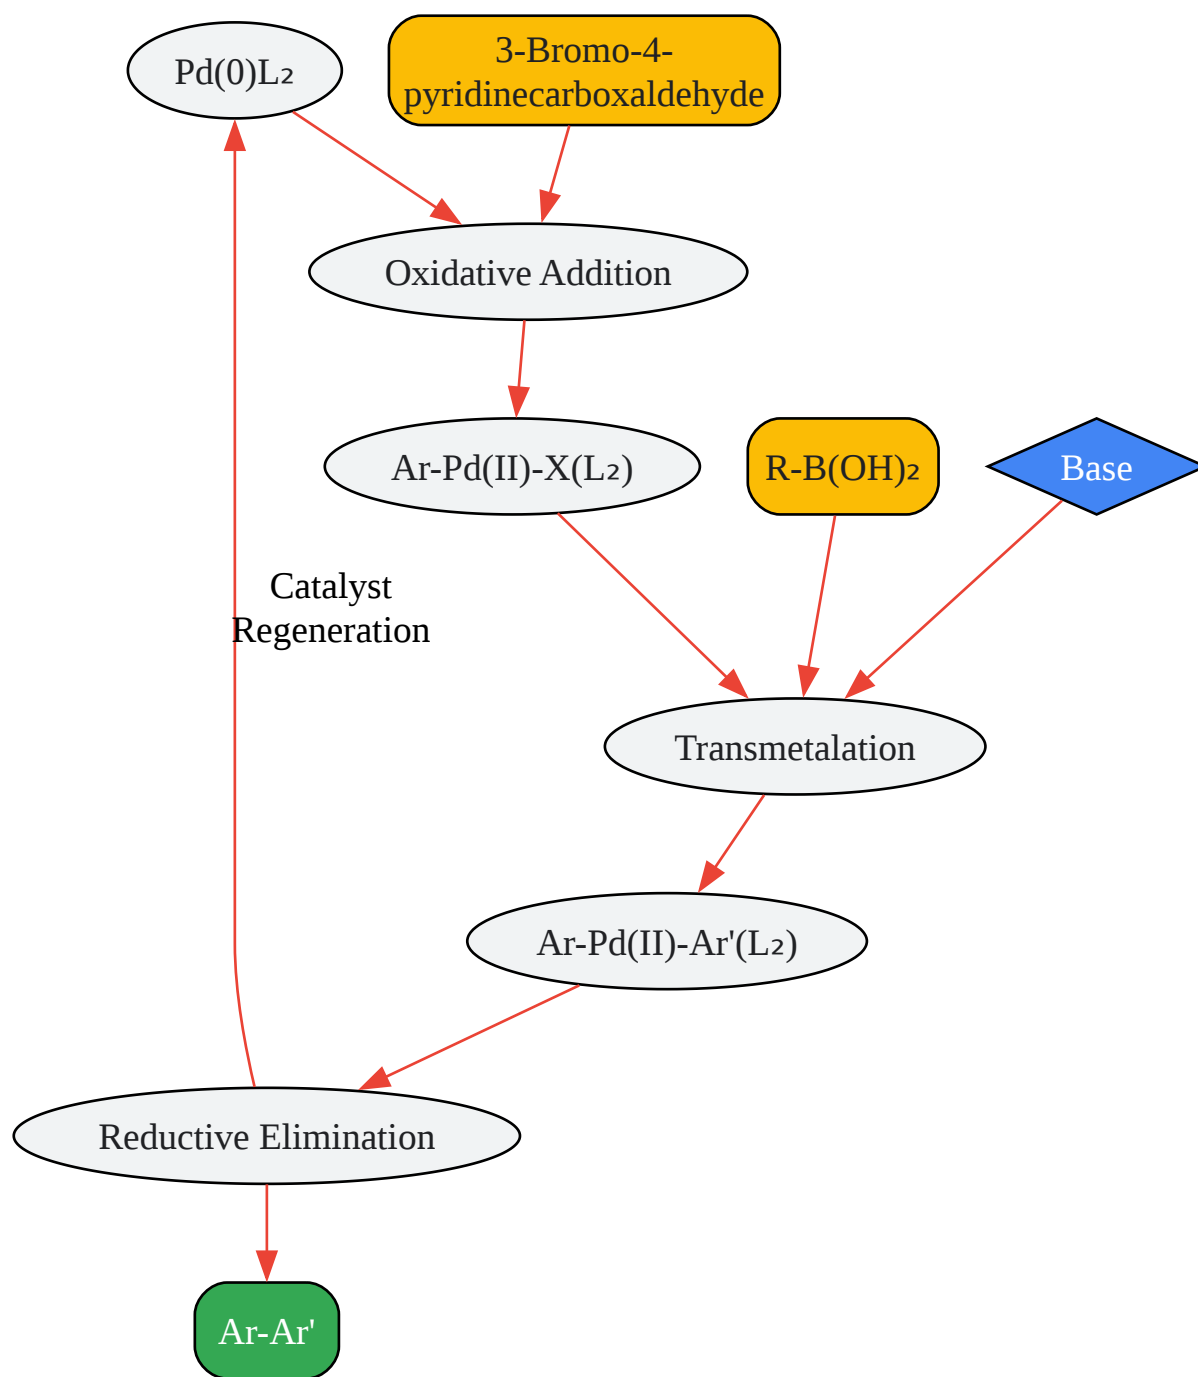 Pd(0)L₂
3-Bromo-4-
pyridinecarboxaldehyde
Oxidative Addition
Ar-Pd(II)-X(L₂)
R-B(OH)₂
Base
Catalyst
Regeneration
Transmetalation
Ar-Pd(II)-Ar'(L₂)
Reductive Elimination
Ar-Ar'